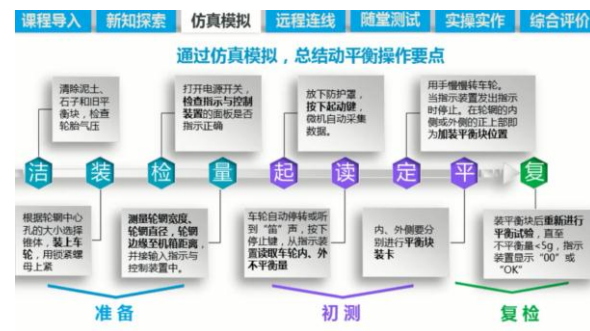 课程导入 新知探索 仿真模拟 远程连线 随堂测试 实操实作 综合评价
通过仿真模拟，总结动平衡操作要点
清除泥土、
石子和旧平
衡块，检查
轮胎气压
打开电源开关，
检查指示与控制
装置的面板是否
指示正确
放下防护罩，
按下起动键，
微机自动采集
数据。
用手慢慢转车轮。
当指示装置发出指示
时停止。在轮辋的内
侧或外侧的正上部即
为加装平衡块位置
洁 装 检 量 起 读 定 平 复
根据轮辋中心
孔的大小选择
锥体，装上车
轮，用锁紧螺
母上紧
测量轮辋宽度、
轮辋直径，轮辋
边缘至机箱距离，
并接输入指示与
控制装置中。
车轮自动停转或听
到“笛”声，按下
停止键，从指示装
置读取车轮内、外
不平衡量
内、外侧要分
别进行平衡块
装卡
装平衡块后重新进行
平衡试验，直至
不平衡量<5g，指示
装置显示“00”或
“OK”
准备 初测 复检